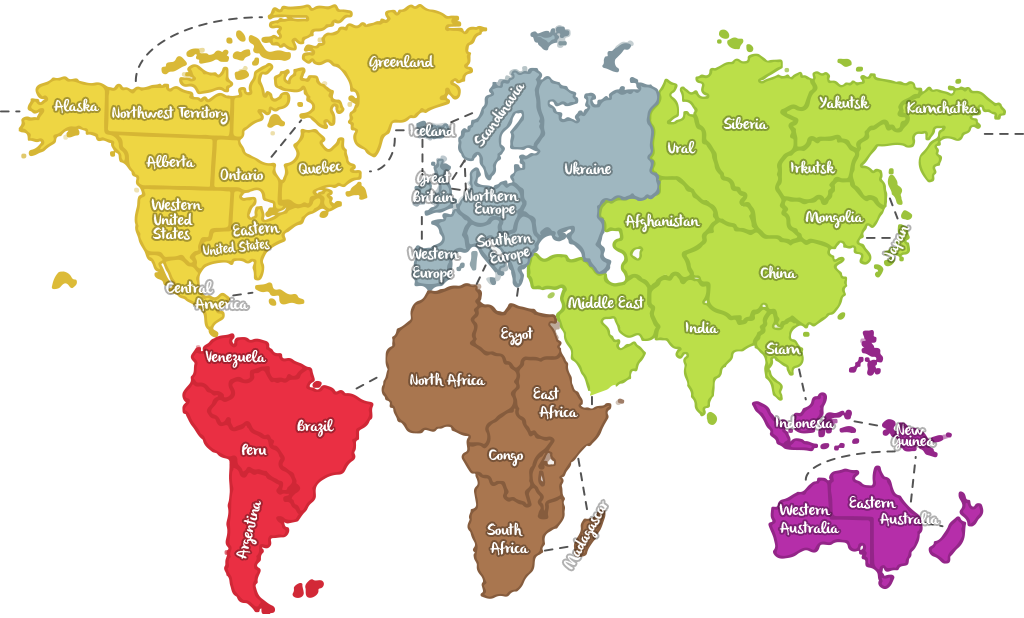 Greenland
Alaska
Northwest Territory
Alberta
Ontario
Quebec
Western
United
States
Eastern
United States
Central
America
Venezuela
Brazil
Peru
Argentina
Iceland
Scandinavia
Great
Britain
Northern
Europe
Western
Europe
Southern
Europe
Ukraine
North Africa
Egyot
East
Africa
Congo
South
Africa
Madagascar
Ural
Siberia
Yakutsk
Kamchatka
Irkutsk
Mongolia
Japan
Afghanistan
China
Middle East
India
Siam
Indonesia
New
Guinea
Western
Australia
Eastern
Australia